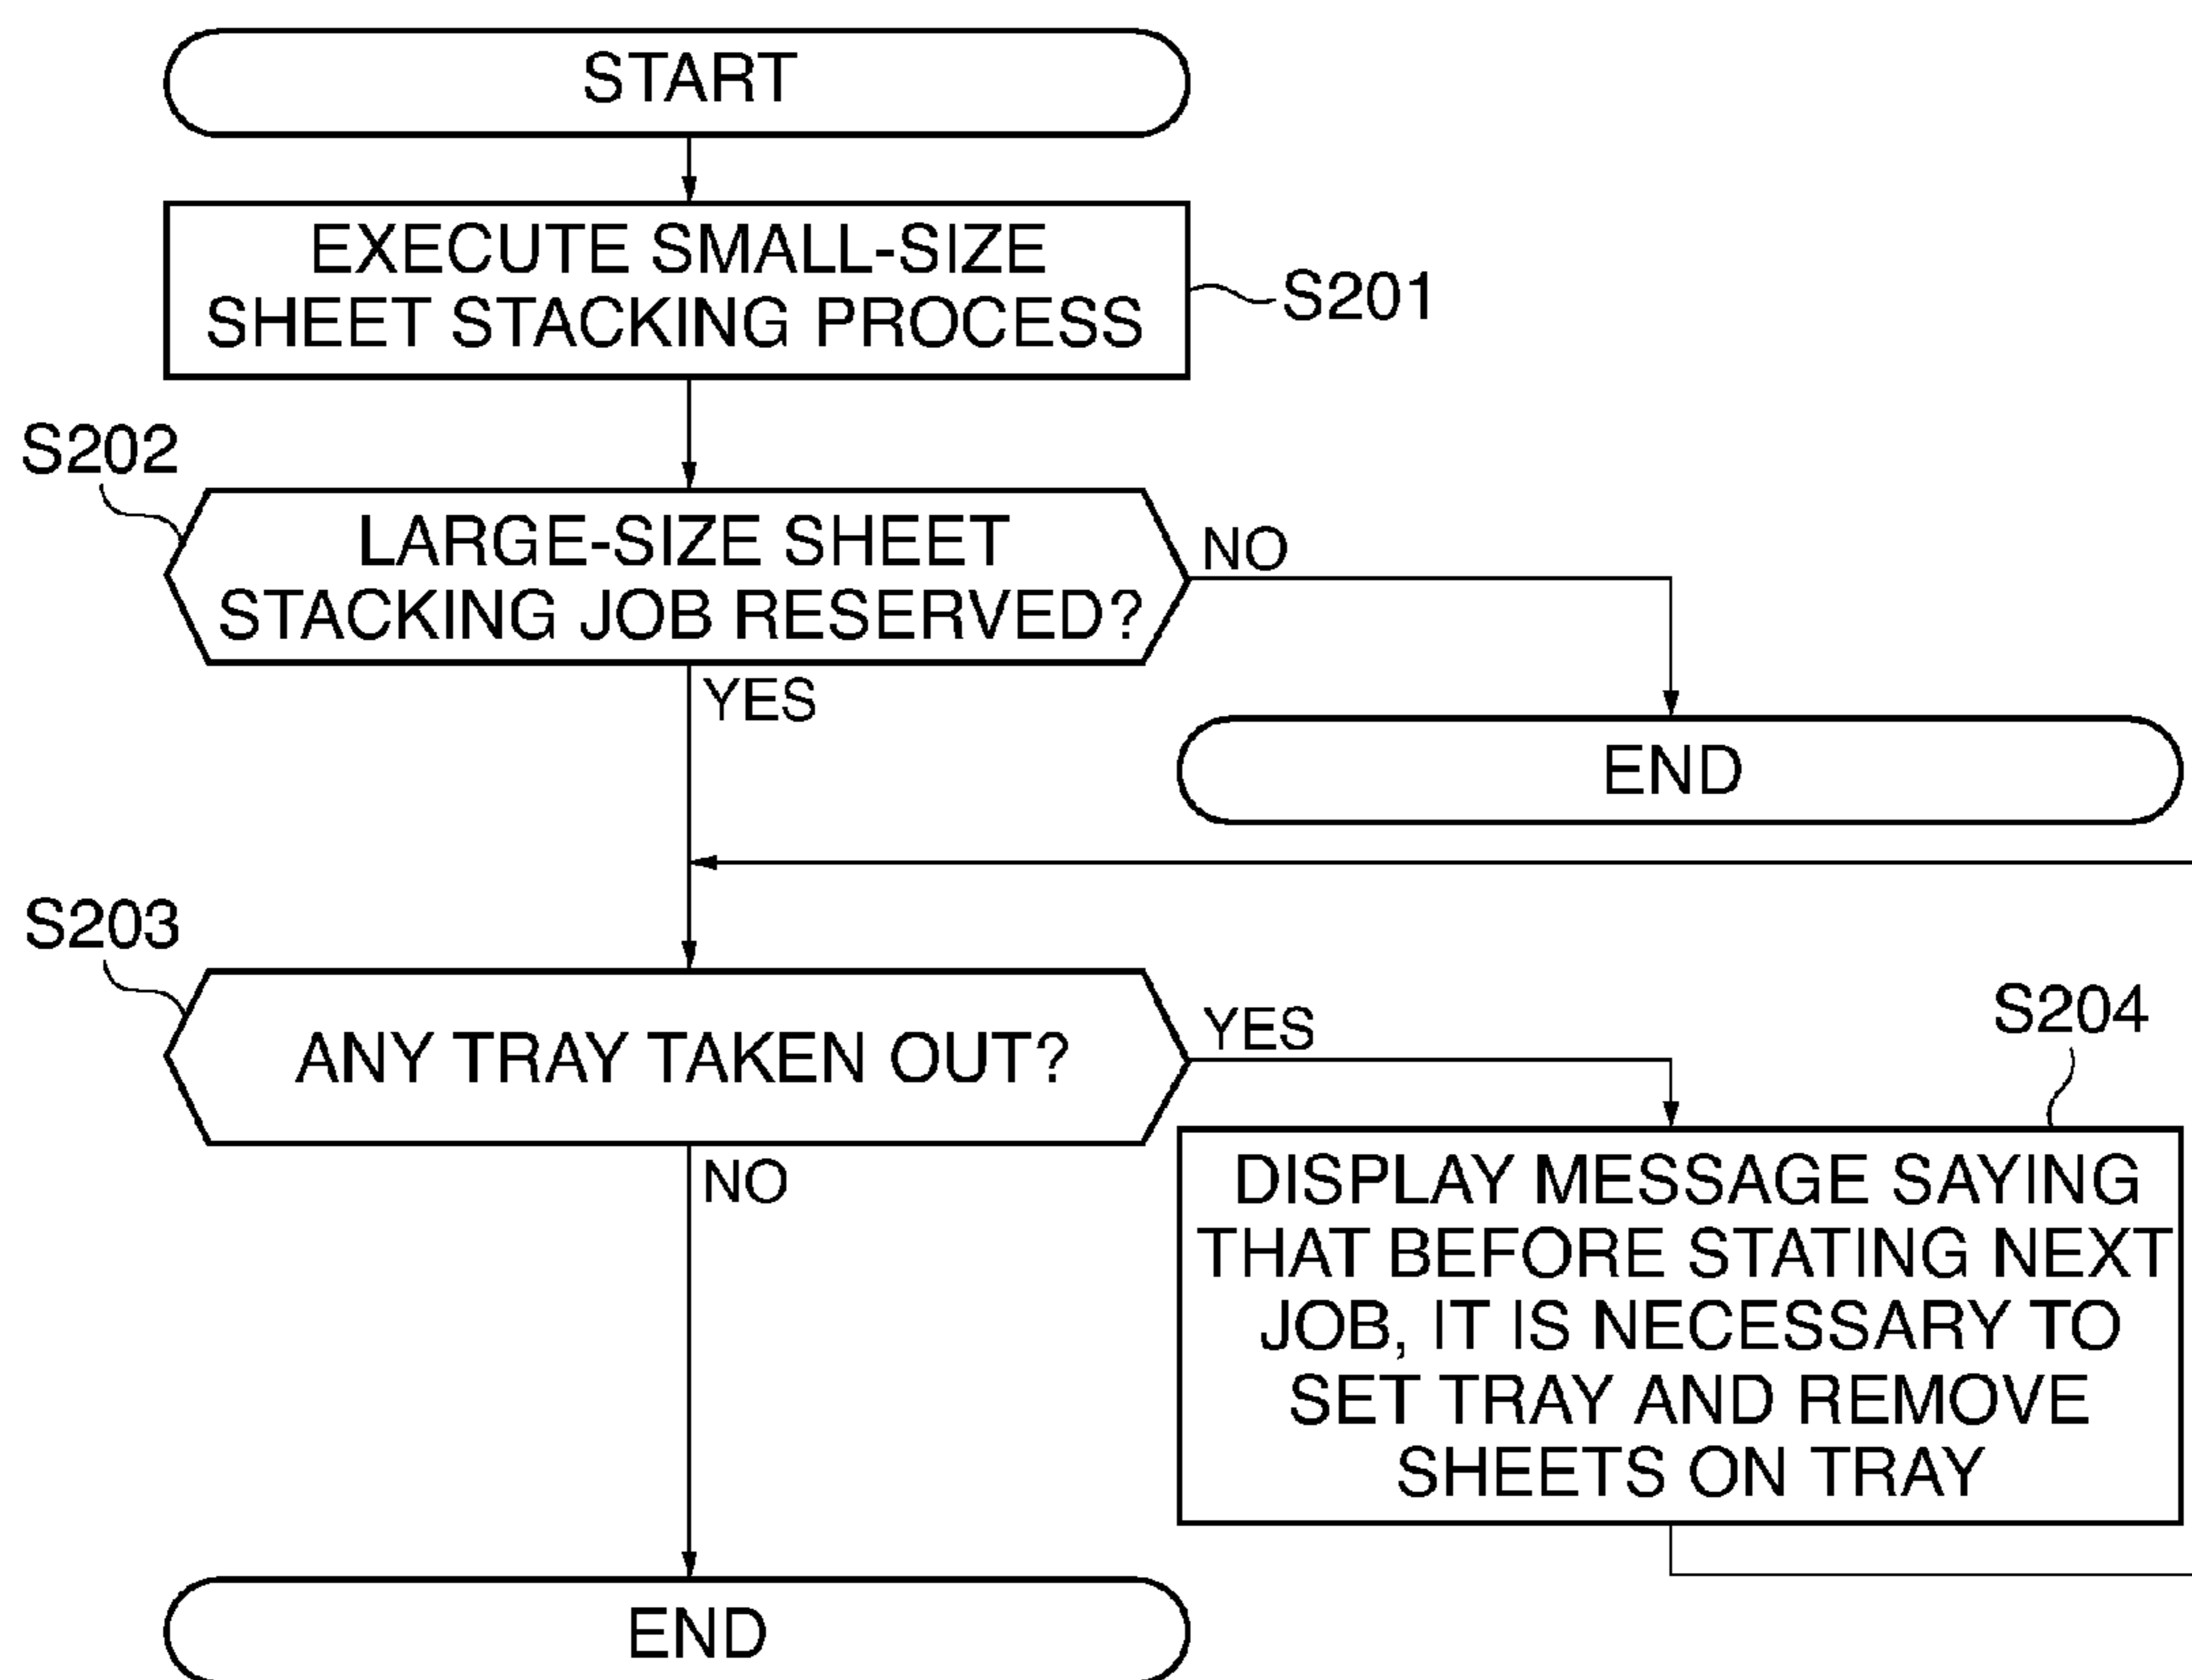 START
EXECUTE SMALL-SIZE
SHEET STACKING PROCESS
S201
S202
LARGE-SIZE SHEET
STACKING JOB RESERVED?
NO
YES
END
S203
ANY TRAY TAKEN OUT?
YES
NO
S204
DISPLAY MESSAGE SAYING
THAT BEFORE STATING NEXT
JOB, IT IS NECESSARY TO
SET TRAY AND REMOVE
SHEETS ON TRAY
END